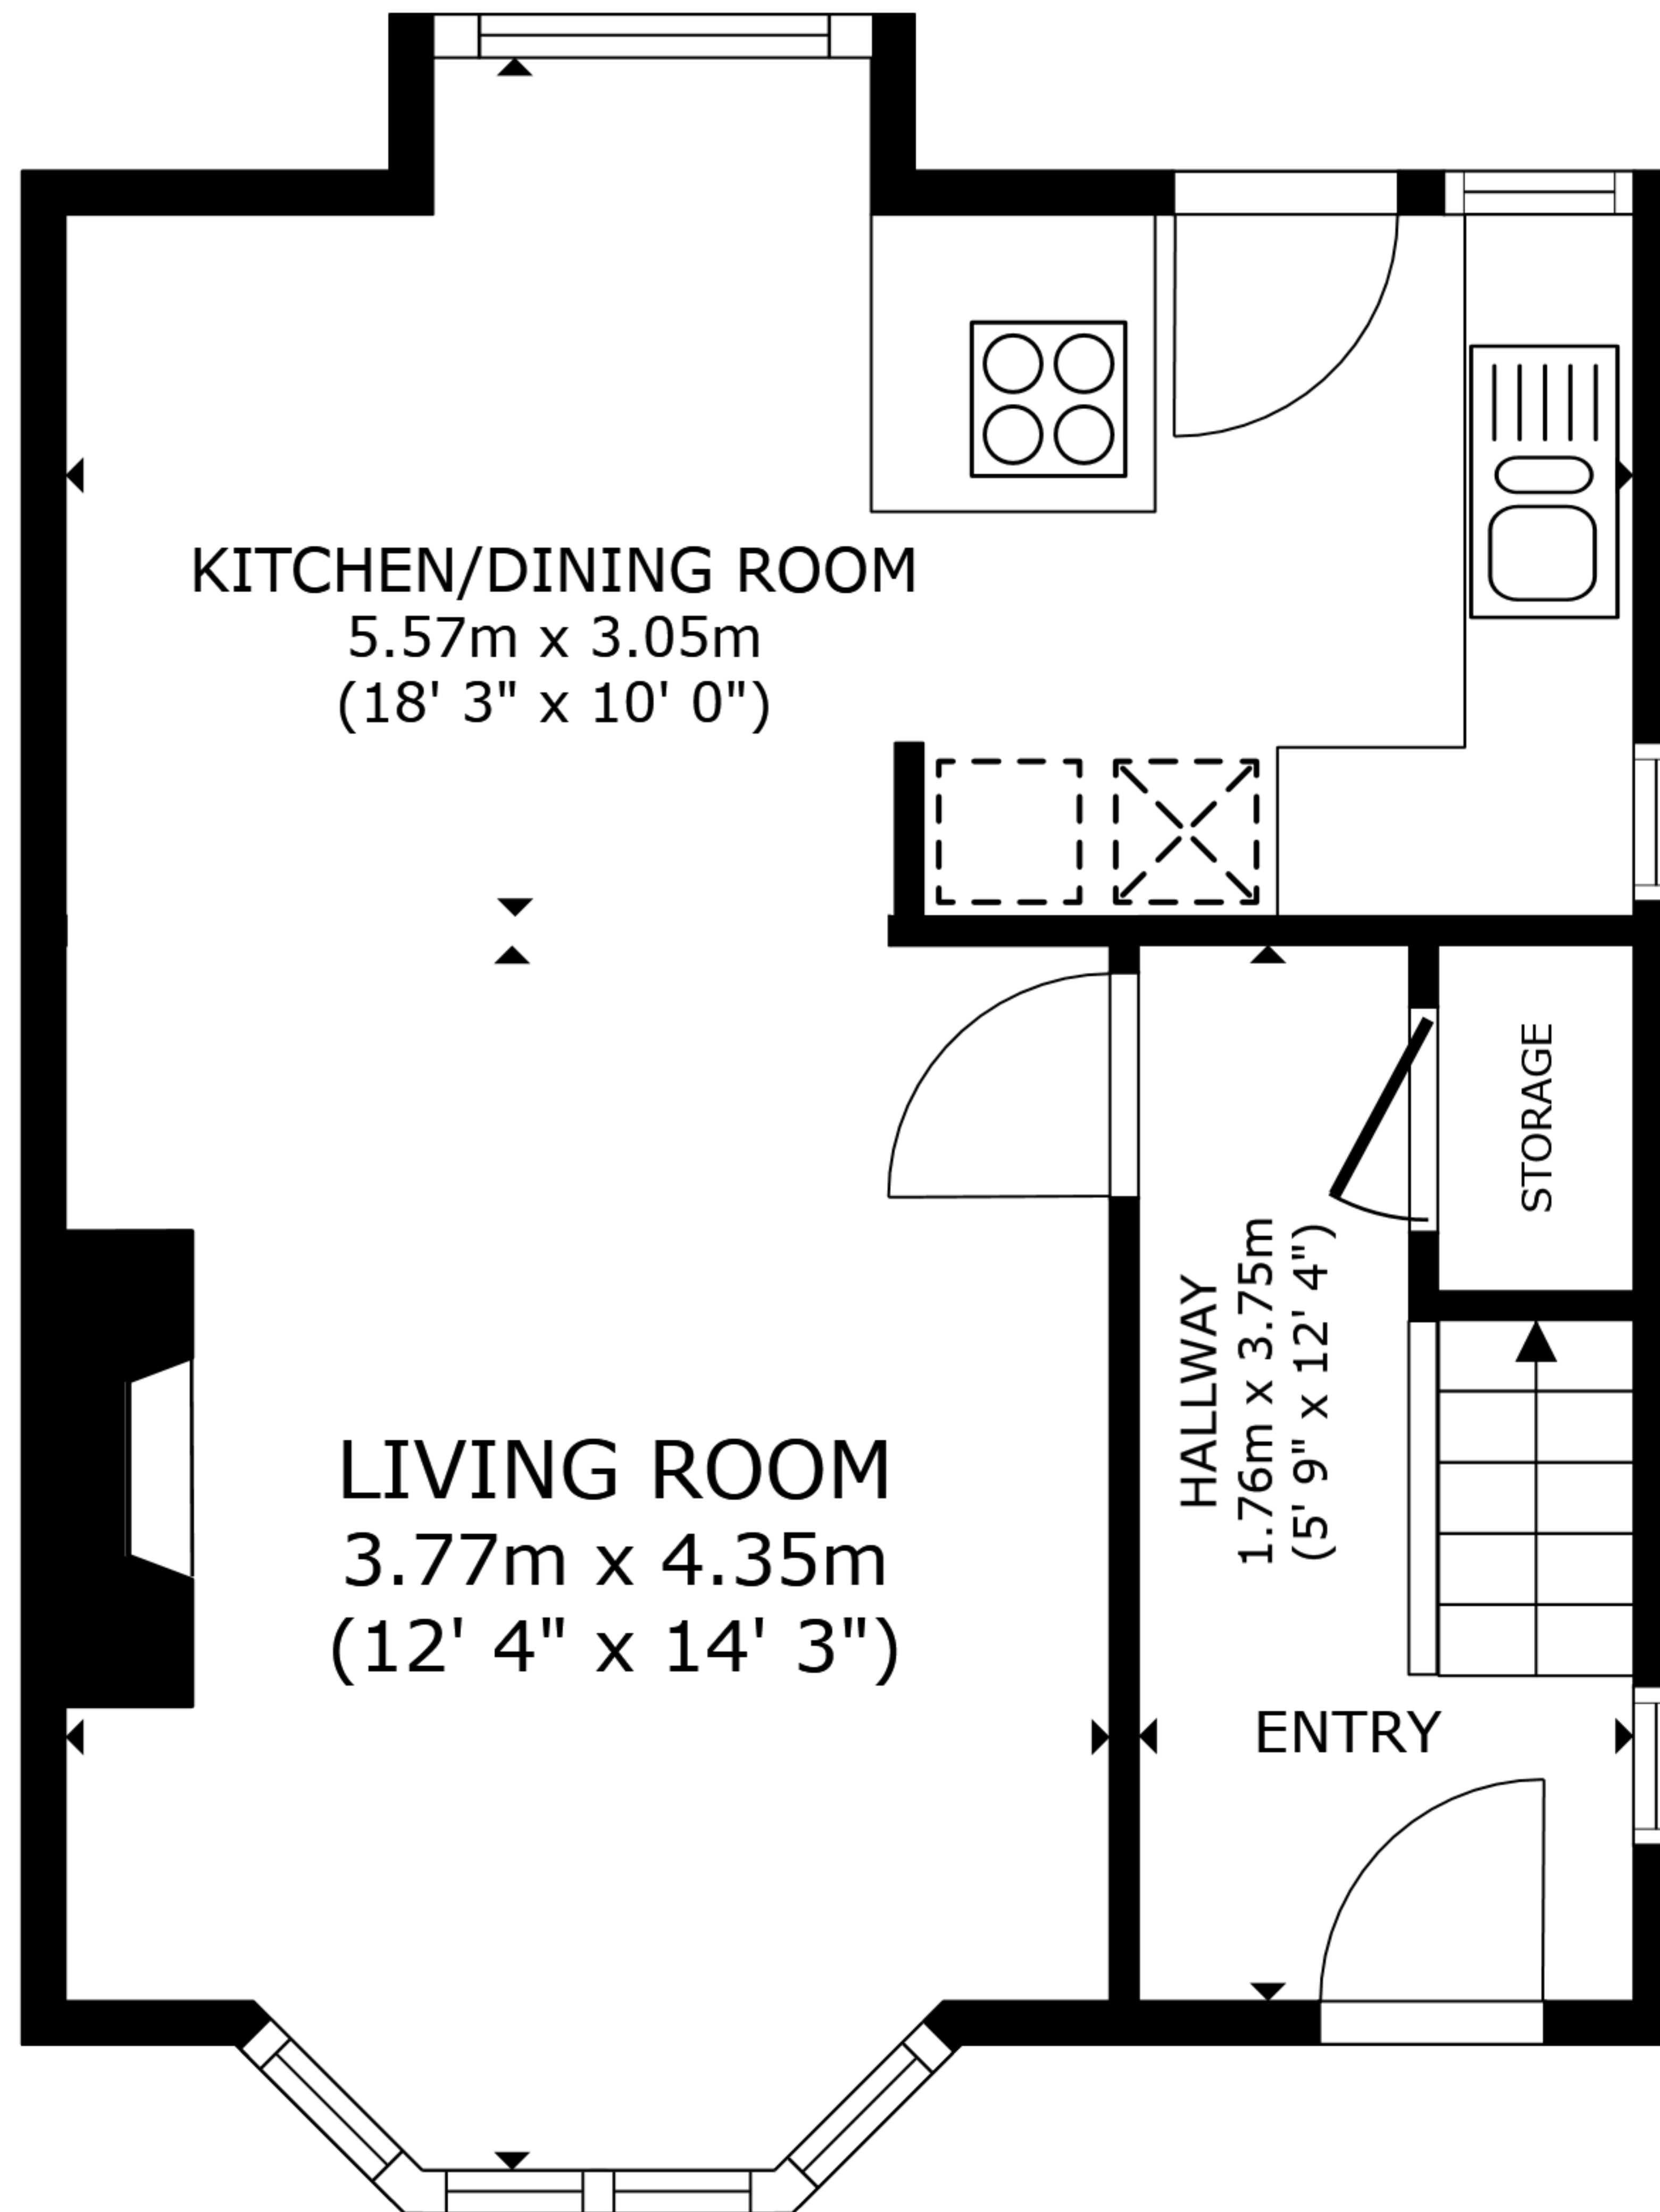 KITCHEN/DINING ROOM
5.57m x 3.05m
(18' 3" x 10' 0")
STORAGE
HALLWAY
1.76m x 3.75m
(5' 9" x 12' 4")
LIVING ROOM
3.77m x 4.35m
(12' 4" x 14' 3")
ENTRY